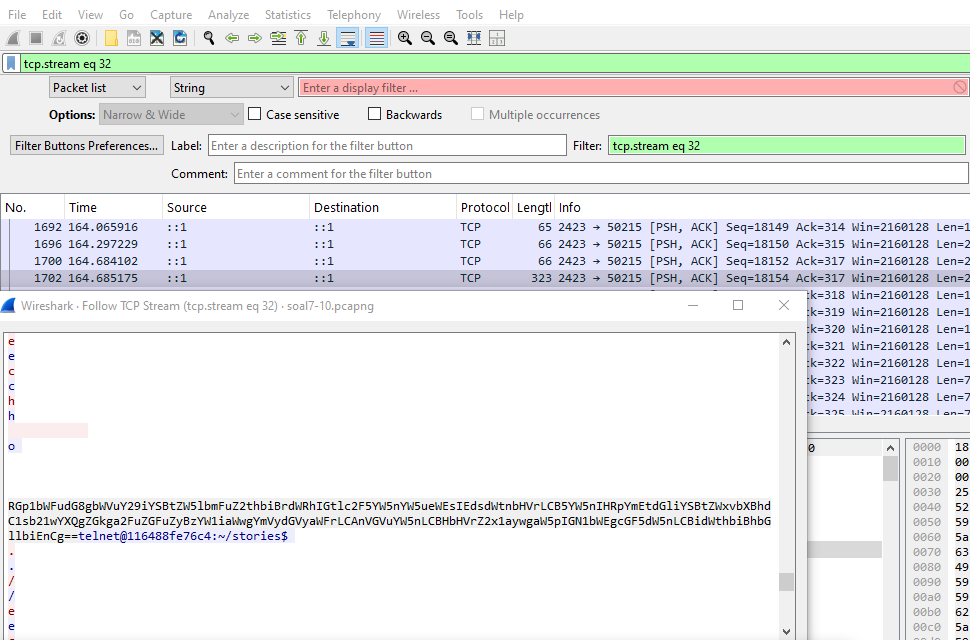 File Edit View Go Capture Analyze Statistics Telephony Wireless Tools Help
tcp.stream eq 32
Packet list String Enter a display filter ...
Options: Narrow & Wide Case sensitive Backwards Multiple occurrences
Filter Buttons Preferences... Label: Enter a description for the filter button Filter: tcp.stream eq 32
Comment: Enter a comment for the filter button
No. Time Source Destination Protocol Lengtl Info
1692 164.065916 ::1 ::1 TCP 65 2423 → 50215 [PSH, ACK] Seq=18149 Ack=314 Win=2160128 Len=1
1696 164.297229 ::1 ::1 TCP 66 2423 → 50215 [PSH, ACK] Seq=18150 Ack=315 Win=2160128 Len=2
1700 164.684102 ::1 ::1 TCP 66 2423 → 50215 [PSH, ACK] Seq=18152 Ack=317 Win=2160128 Len=2
1702 164.685175 ::1 ::1 TCP 323 2423 → 50215 [PSH, ACK] Seq=18154 Ack=317 Win=2160128 Len=2
ck=318 Win=2160128 Len=1
Wireshark · Follow TCP Stream (tcp.stream eq 32) · soal7-10.pcapng
ck=319 Win=2160128 Len=1
ck=320 Win=2160128 Len=1
ck=321 Win=2160128 Len=1
ck=322 Win=2160128 Len=1
ck=323 Win=2160128 Len=7
ck=324 Win=2160128 Len=7
ck=325 Win=2160128 Len=7
e
e
c
c
h
h
o
RGp1bWFudG8gbWVuY29iYSBtZW5lbmFuZ2thbiBrdWRhIGtlc2F5YW5nYW5ueWEsIEdsdWtnbHVrLCB5YW5nIHRpYmEtdGliYSBtZWxvbXBhd
C1sb21wYXQgZGkga2FuZGFuZyBzYW1iaWwgYmVydGVyaWFrLCAnVGVuYW5nLCBHbHVrZ2x1aywgaW5pIGN1bWEgcGF5dW5nLCBidWthbiBhbG
llbiEnCg==telnet@116488fe76c4:~/stories$
.
.
/
/
e
e
0
0000 18
0010 00
0020 00
0030 25
0040 52
0050 59
0060 5a
0070 63
0080 49
0090 59
00a0 59
00b0 62
00c0 5a